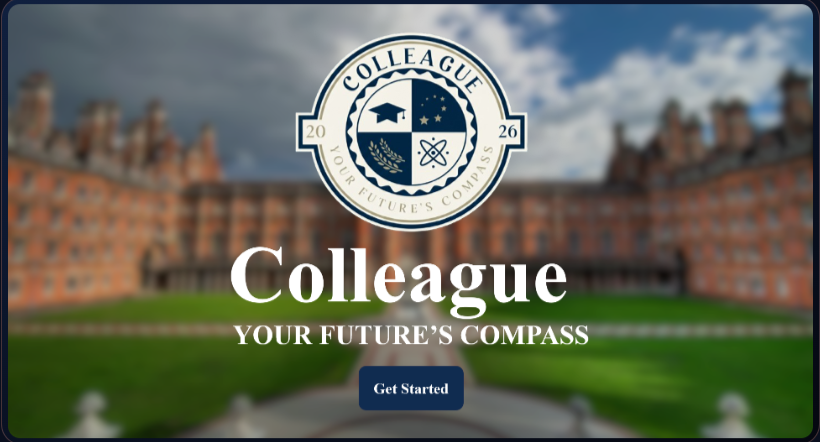 COLLEAGUE
20 26
YOUR FUTURE'S COMPASS
Colleague
YOUR FUTURE’S COMPASS
Get Started